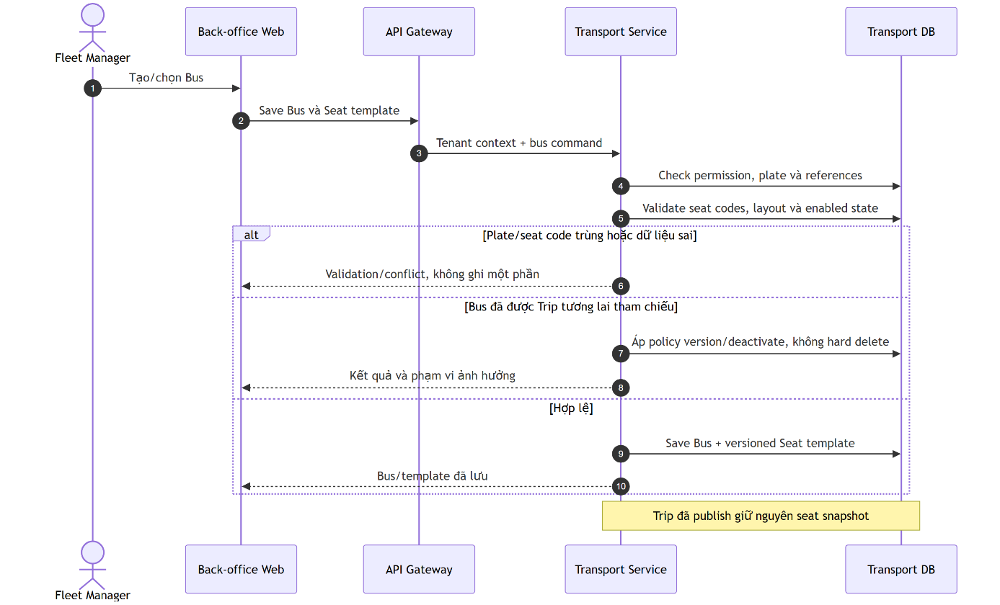 Back-office Web
API Gateway
Transport Service
Transport DB
Fleet Manager
Tạo/chọn Bus
1
Save Bus và Seat template
2
Tenant context + bus command
3
Check permission, plate và references
4
Validate seat codes, layout và enabled state
5
alt
[Plate/seat code trùng hoặc dữ liệu sai]
Validation/conflict, không ghi một phần
6
[Bus đã được Trip tương lai tham chiếu]
Áp policy version/deactivate, không hard delete
7
Kết quả và phạm vi ảnh hưởng
8
[Hợp lệ]
Save Bus + versioned Seat template
9
Bus/template đã lưu
10
Trip đã publish giữ nguyên seat snapshot
Back-office Web
API Gateway
Transport Service
Transport DB
Fleet Manager